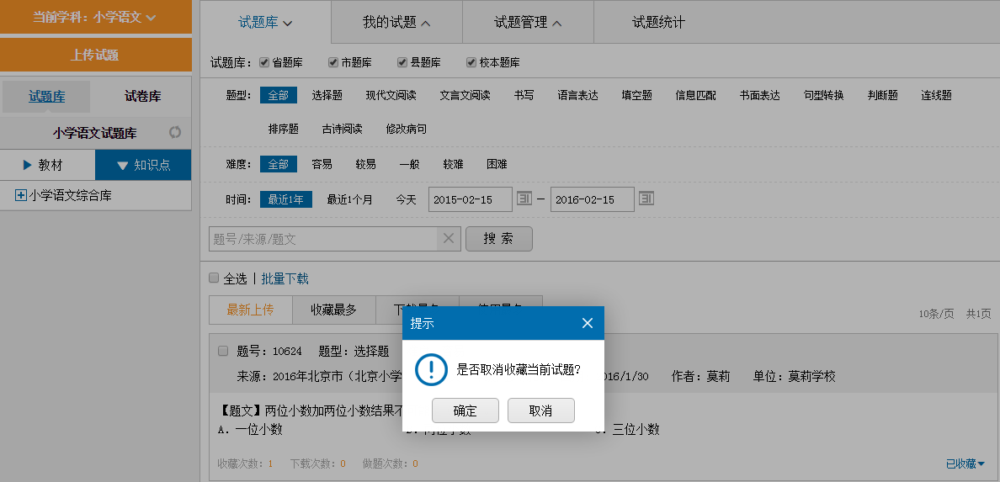 当前学科：小学语文
上传试题
试题库 试卷库
小学语文试题库
教材 知识点
小学语文综合库
试题库 我的试题 试题管理 试题统计
试题库： 省题库 市题库 县题库 校本题库
题型： 全部 选择题 现代文阅读 文言文阅读 书写 语言表达 填空题 信息匹配 书面表达 句型转换 判断题 连线题
排序题 古诗阅读 修改病句
难度： 全部 容易 较易 一般 较难 困难
时间： 最近1年 最近1个月 今天 2015-02-15 31 — 2016-02-15 31
题号/来源/题文 搜 索
全选 | 批量下载
最新上传 收藏最多
10条/页 共1页
提示
是否取消收藏当前试题?
确定 取消
题号：10624 题型：选择题
来源：2016年北京市（北京小学 016/1/30 作者：莫莉 单位：莫莉学校
【题文】两位小数加两位小数结果
A. 一位小数 三位小数
收藏次数：1 下载次数：0 做题次数：0 已收藏